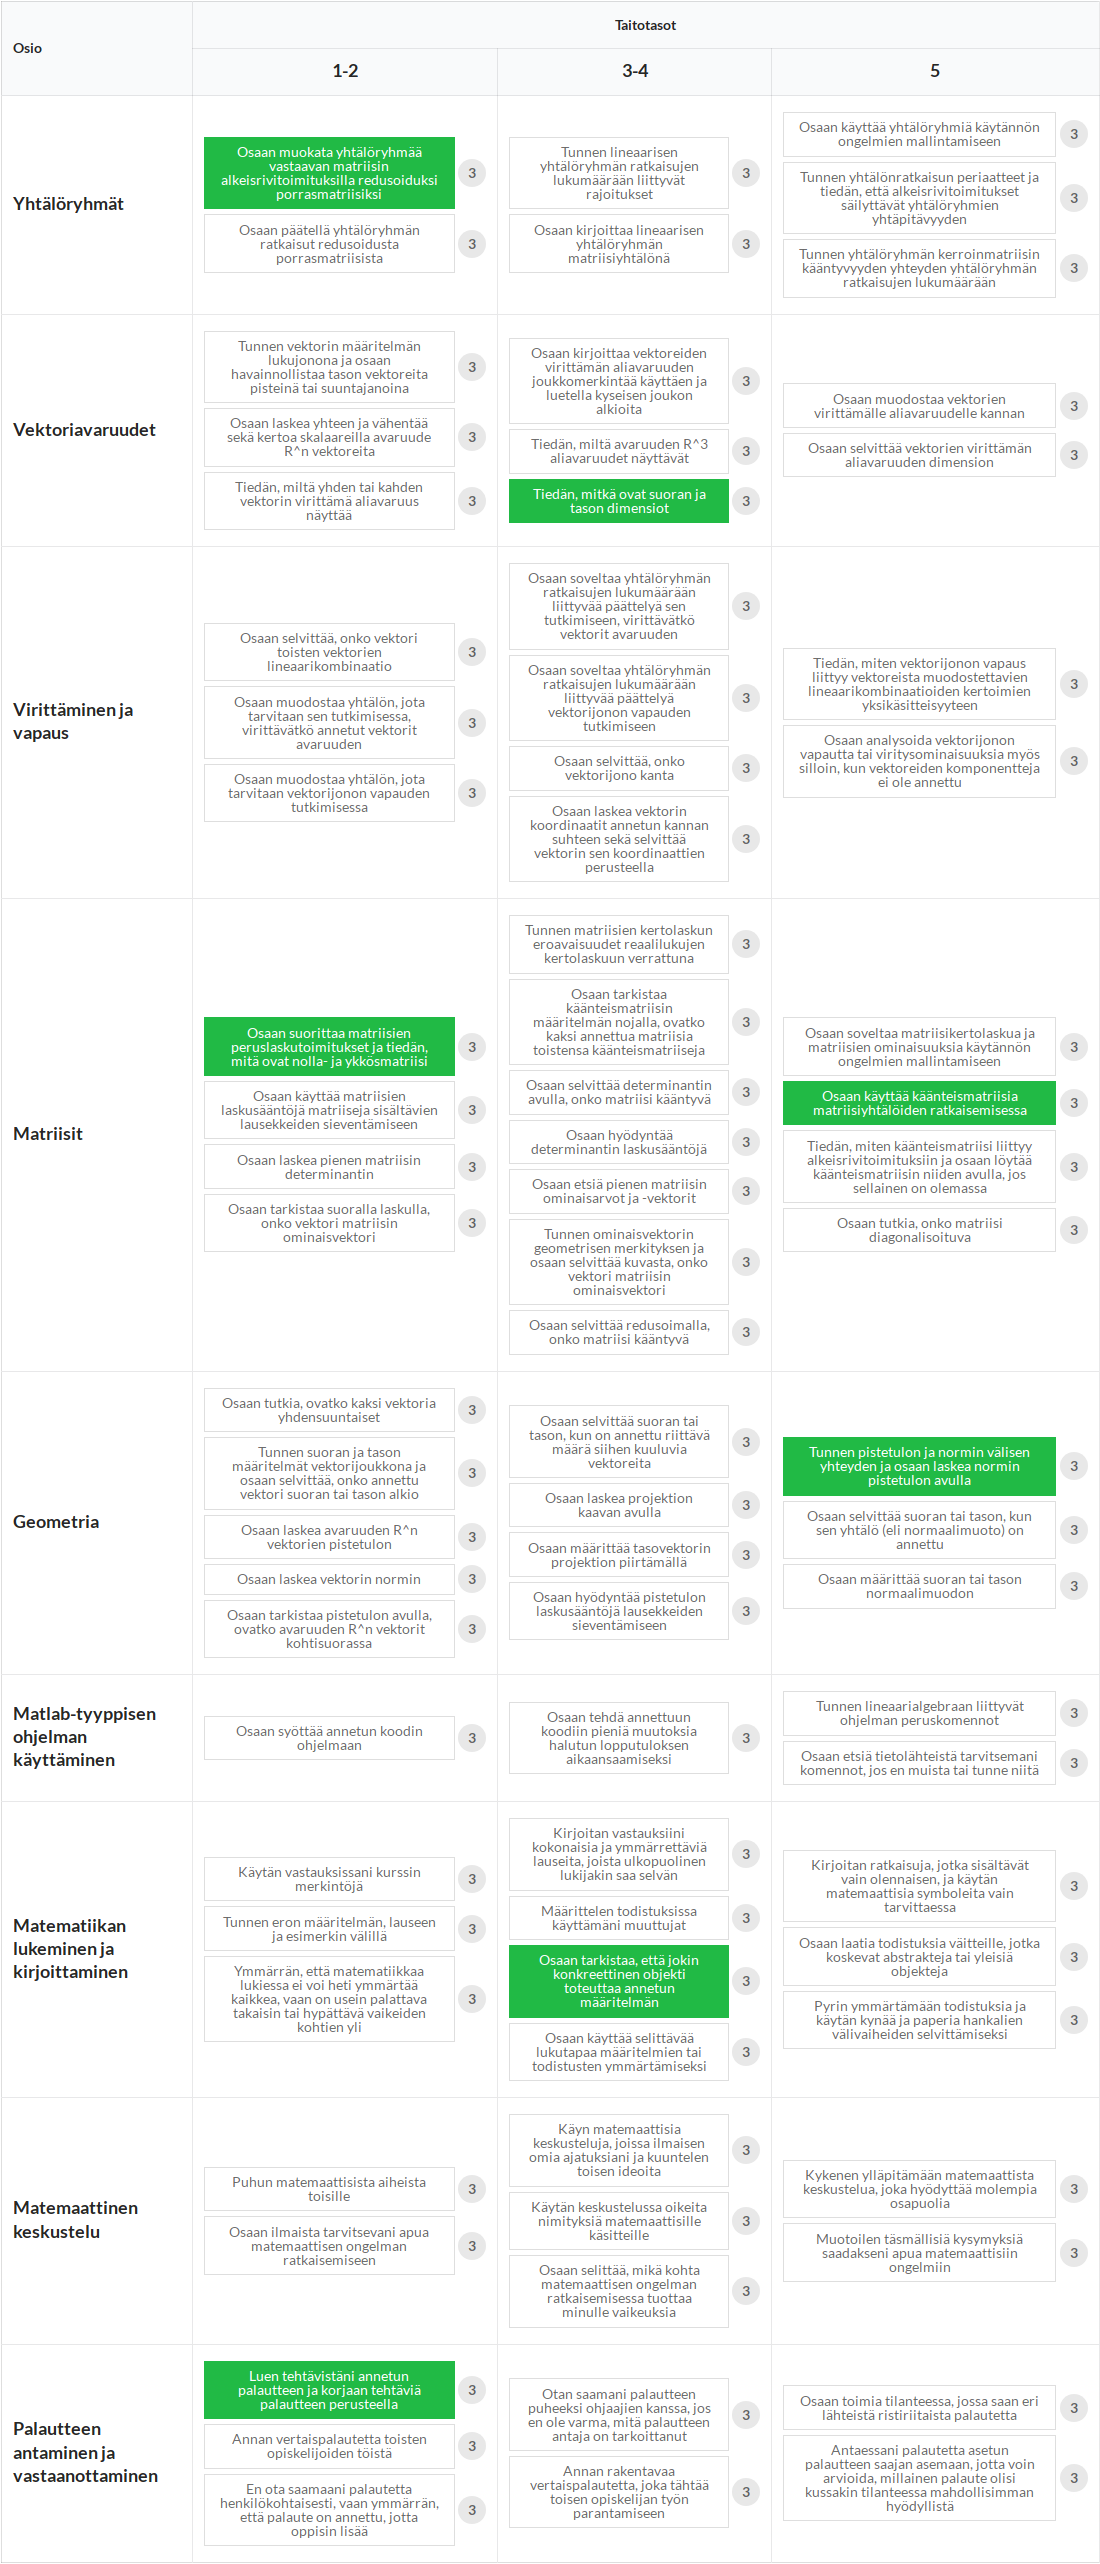 Osio
Taitotasot
1-2
3-4
5
Yhtälöryhmät
Osaan muokata yhtälöryhmää
vastaavan matriisin
alkeisrivitoimituksilla redusoiduksi
porrasmatriisiksi
3
Osaan päätellä yhtälöryhmän
ratkaisut redusoidusta
porrasmatriisista
3
Tunnen lineaarisen
yhtälöryhmän ratkaisujen
lukumäärään liittyvät
rajoitukset
3
Osaan kirjoittaa lineaarisen
yhtälöryhmän
matriisiyhtälönä
3
Osaan käyttää yhtälöryhmiä käytännön
ongelmien mallintamiseen
3
Tunnen yhtälönratkaisun periaatteet ja
tiedän, että alkeisrivitoimitukset
säilyttävät yhtälöryhmien
yhtäpitävyyden
3
Tunnen yhtälöryhmän kerroinmatriisin
kääntyvyyden yhteyden yhtälöryhmän
ratkaisujen lukumäärään
3
Vektoriavaruudet
Tunnen vektorin määritelmän
lukujonona ja osaan
havainnollistaa tason vektoreita
pisteinä tai suuntajanoina
3
Osaan laskea yhteen ja vähentää
sekä kertoa skalaareilla avaruude
R^n vektoreita
3
Tiedän, miltä yhden tai kahden
vektorin virittämä aliavaruus
näyttää
3
Osaan kirjoittaa vektoreiden
virittämän aliavaruuden
joukkomerkintää käyttäen ja
luetella kyseisen joukon
alkioita
3
Tiedän, miltä avaruuden R^3
aliavaruudet näyttävät
3
Tiedän, mitkä ovat suoran ja
tason dimensiot
3
Osaan muodostaa vektorien
virittämälle aliavaruudelle kannan
3
Osaan selvittää vektorien virittämän
aliavaruuden dimension
3
Virittäminen ja
vapaus
Osaan selvittää, onko vektori
toisten vektorien
lineaarikombinaatio
3
Osaan muodostaa yhtälön, jota
tarvitaan sen tutkimisessa,
virittävätkö annetut vektorit
avaruuden
3
Osaan muodostaa yhtälön, jota
tarvitaan vektorijonon vapauden
tutkimisessa
3
Osaan soveltaa yhtälöryhmän
ratkaisujen lukumäärään
liittyvää päättelyä sen
tutkimiseen, virittävätkö
vektorit avaruuden
3
Osaan soveltaa yhtälöryhmän
ratkaisujen lukumäärään
liittyvää päättelyä
vektorijonon vapauden
tutkimiseen
3
Osaan selvittää, onko
vektorijono kanta
3
Osaan laskea vektorin
koordinaatit annetun kannan
suhteen sekä selvittää
vektorin sen koordinaattien
perusteella
3
Tiedän, miten vektorijonon vapaus
liittyy vektoreista muodostettavien
lineaarikombinaatioiden kertoimien
yksikäsitteisyyteen
3
Osaan analysoida vektorijonon
vapautta tai viritysominaisuuksia myös
silloin, kun vektoreiden komponentteja
ei ole annettu
3
Matriisit
Osaan suorittaa matriisien
peruslaskutoimitukset ja tiedän,
mitä ovat nolla- ja ykkösmatriisi
3
Osaan käyttää matriisien
laskusääntöjä matriiseja sisältävien
lausekkeiden sieventämiseen
3
Osaan laskea pienen matriisin
determinantin
3
Osaan tarkistaa suoralla laskulla,
onko vektori matriisin
ominaisvektori
3
Tunnen matriisien kertolaskun
eroavaisuudet reaalilukujen
kertolaskuun verrattuna
3
Osaan tarkistaa
käänteismatriisin
määritelmän nojalla, ovatko
kaksi annettua matriisia
toistensa käänteismatriiseja
3
Osaan selvittää determinantin
avulla, onko matriisi kääntyvä
3
Osaan hyödyntää
determinantin laskusääntöjä
3
Osaan etsiä pienen matriisin
ominaisarvot ja -vektorit
3
Tunnen ominaisvektorin
geometrisen merkityksen ja
osaan selvittää kuvasta, onko
vektori matriisin
ominaisvektori
3
Osaan selvittää redusoimalla,
onko matriisi kääntyvä
3
Osaan soveltaa matriisikertolaskua ja
matriisien ominaisuuksia käytännön
ongelmien mallintamiseen
3
Osaan käyttää käänteismatriisia
matriisiyhtälöiden ratkaisemisessa
3
Tiedän, miten käänteismatriisi liittyy
alkeisrivitoimituksiin ja osaan löytää
käänteismatriisin niiden avulla, jos
sellainen on olemassa
3
Osaan tutkia, onko matriisi
diagonalisoituva
3
Geometria
Osaan tutkia, ovatko kaksi vektoria
yhdensuuntaiset
3
Tunnen suoran ja tason
määritelmät vektorijoukkona ja
osaan selvittää, onko annettu
vektori suoran tai tason alkio
3
Osaan laskea avaruuden R^n
vektorien pistetulon
3
Osaan laskea vektorin normin
3
Osaan tarkistaa pistetulon avulla,
ovatko avaruuden R^n vektorit
kohtisuorassa
3
Osaan selvittää suoran tai
tason, kun on annettu riittävä
määrä siihen kuuluvia
vektoreita
3
Osaan laskea projektion
kaavan avulla
3
Osaan määrittää tasovektorin
projektion piirtämällä
3
Osaan hyödyntää pistetulon
laskusääntöjä lausekkeiden
sieventämiseen
3
Tunnen pistetulon ja normin välisen
yhteyden ja osaan laskea normin
pistetulon avulla
3
Osaan selvittää suoran tai tason, kun
sen yhtälö (eli normaalimuoto) on
annettu
3
Osaan määrittää suoran tai tason
normaalimuodon
3
Matlab-tyyppisen
ohjelman
käyttäminen
Osaan syöttää annetun koodin
ohjelmaan
3
Osaan tehdä annettuun
koodiin pieniä muutoksia
halutun lopputuloksen
aikaansaamiseksi
3
Tunnen lineaarialgebraan liittyvät
ohjelman peruskomennot
3
Osaan etsiä tietolähteistä tarvitsemani
komennot, jos en muista tai tunne niitä
3
Matematiikan
lukeminen ja
kirjoittaminen
Käytän vastauksissani kurssin
merkintöjä
3
Tunnen eron määritelmän, lauseen
ja esimerkin välillä
3
Ymmärrän, että matematiikkaa
lukiessa ei voi heti ymmärtää
kaikkea, vaan on usein palattava
takaisin tai hypättävä vaikeiden
kohtien yli
3
Kirjoitan vastauksiini
kokonaisia ja ymmärrettäviä
lauseita, joista ulkopuolinen
lukijakin saa selvän
3
Määrittelen todistuksissa
käyttämäni muuttujat
3
Osaan tarkistaa, että jokin
konkreettinen objekti
toteuttaa annetun
määritelmän
3
Osaan käyttää selittävää
lukutapaa määritelmien tai
todistusten ymmärtämiseksi
3
Kirjoitan ratkaisuja, jotka sisältävät
vain olennaisen, ja käytän
matemaattisia symboleita vain
tarvittaessa
3
Osaan laatia todistuksia väitteille, jotka
koskevat abstrakteja tai yleisiä
objekteja
3
Pyrin ymmärtämään todistuksia ja
käytän kynää ja paperia hankalien
välivaiheiden selvittämiseksi
3
Matemaattinen
keskustelu
Puhun matemaattisista aiheista
toisille
3
Osaan ilmaista tarvitsevani apua
matemaattisen ongelman
ratkaisemiseen
3
Käyn matemaattisia
keskusteluja, joissa ilmaisen
omia ajatuksiani ja kuuntelen
toisen ideoita
3
Käytän keskustelussa oikeita
nimityksiä matemaattisille
käsitteille
3
Osaan selittää, mikä kohta
matemaattisen ongelman
ratkaisemisessa tuottaa
minulle vaikeuksia
3
Kykenen ylläpitämään matemaattista
keskustelua, joka hyödyttää molempia
osapuolia
3
Muotoilen täsmällisiä kysymyksiä
saadakseni apua matemaattisiin
ongelmiin
3
Palautteen
antaminen ja
vastaanottaminen
Luen tehtävistäni annetun
palautteen ja korjaan tehtäviä
palautteen perusteella
3
Annan vertaispalautetta toisten
opiskelijoiden töistä
3
En ota saamaani palautetta
henkilökohtaisesti, vaan ymmärrän,
että palaute on annettu, jotta
oppisin lisää
3
Otan saamani palautteen
puheeksi ohjaajien kanssa, jos
en ole varma, mitä palautteen
antaja on tarkoittanut
3
Annan rakentavaa
vertaispalautetta, joka tähtää
toisen opiskelijan työn
parantamiseen
3
Osaan toimia tilanteessa, jossa saan eri
lähteistä ristiriitaista palautetta
3
Antaessani palautetta asetun
palautteen saajan asemaan, jotta voin
arvioida, millainen palaute olisi
kussakin tilanteessa mahdollisimman
hyödyllistä
3